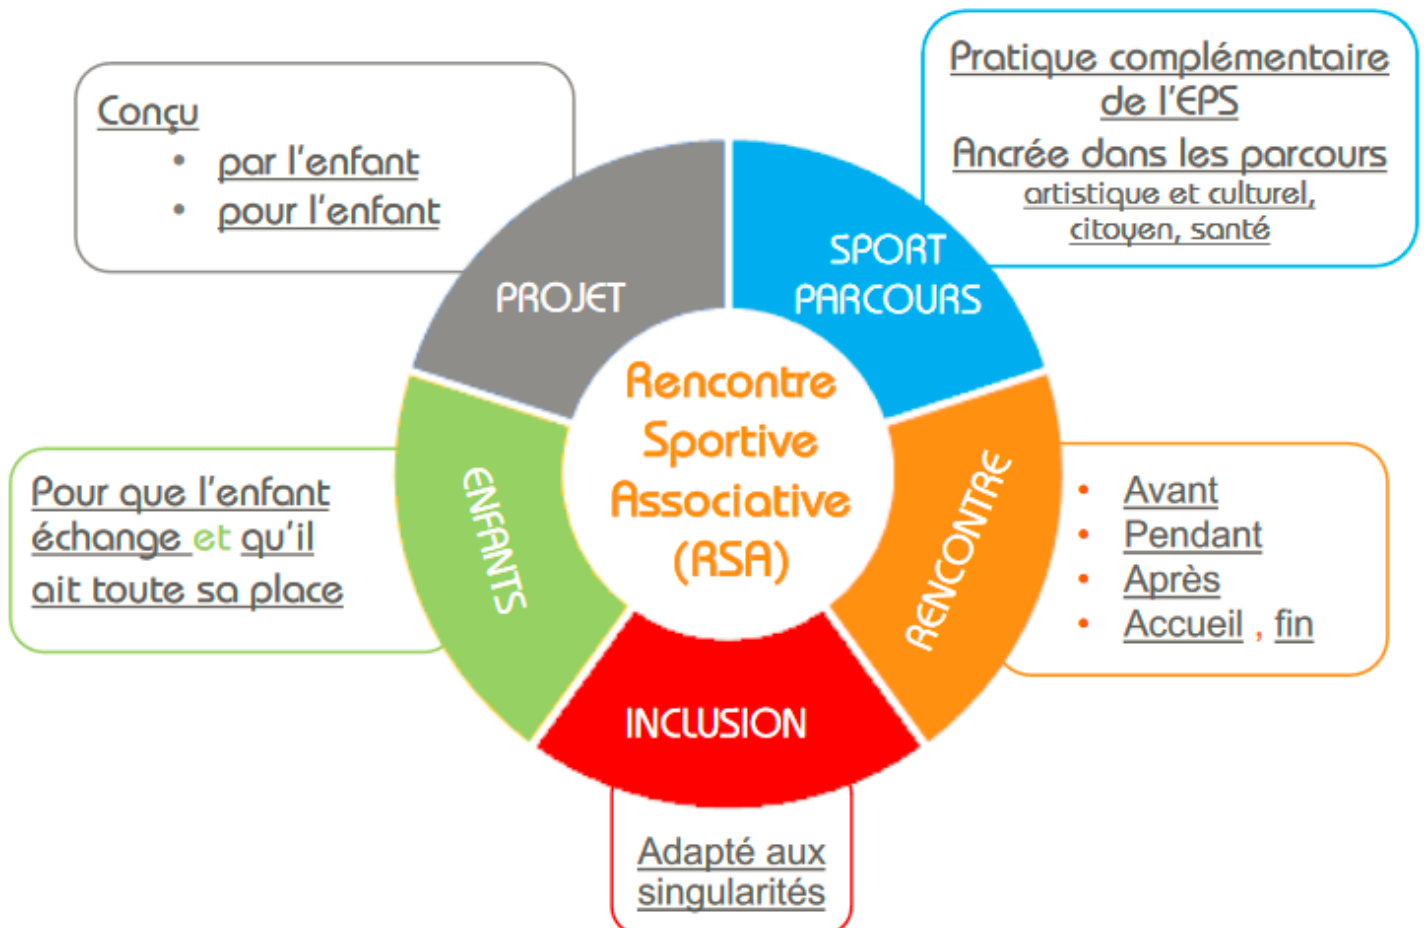 Pratique complémentaire
de l'EPS
Ancrée dans les parcours
artistique et culturel,
citoyen, santé
Conçu
• par l'enfant
• pour l'enfant
SPORT
PARCOURS
PROJET
Rencontre
Sportive
Associative
(RSA)
ENFANTS
RENCONTRE
Pour que l'enfant
échange et qu'il
ait toute sa place
• Avant
• Pendant
• Après
• Accueil , fin
INCLUSION
Adapté aux
singularités